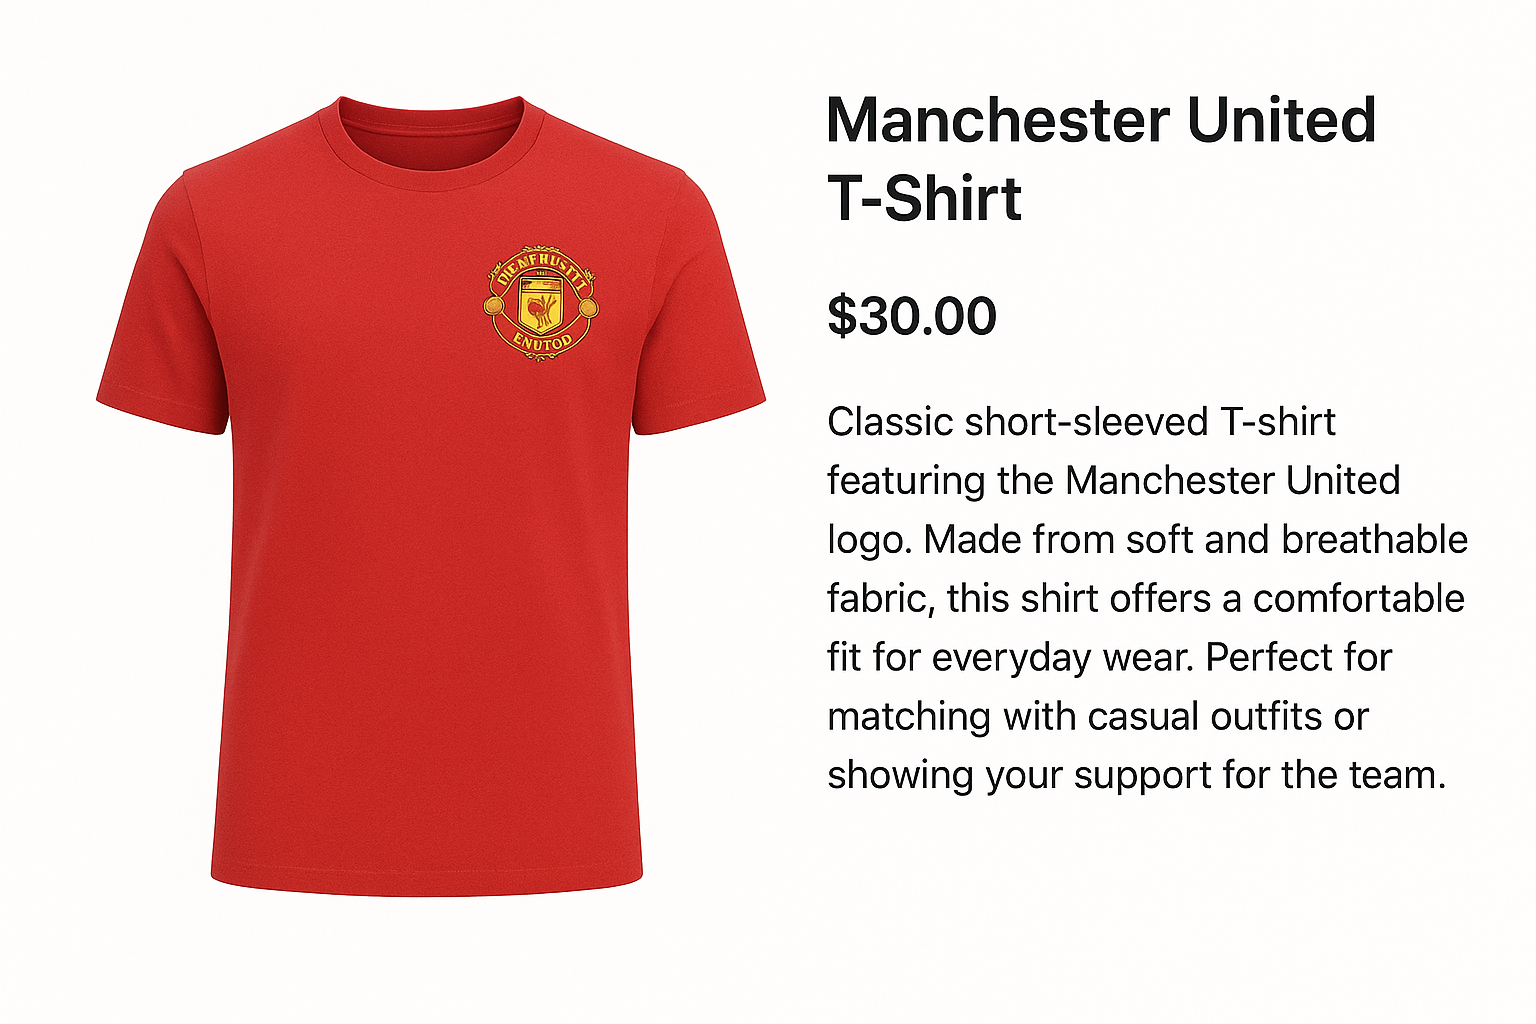 Manchester United
T-Shirt
$30.00
Classic short-sleeved T-shirt
featuring the Manchester United
logo. Made from soft and breathable
fabric, this shirt offers a comfortable
fit for everyday wear. Perfect for
matching with casual outfits or
showing your support for the team.
ENUTOD